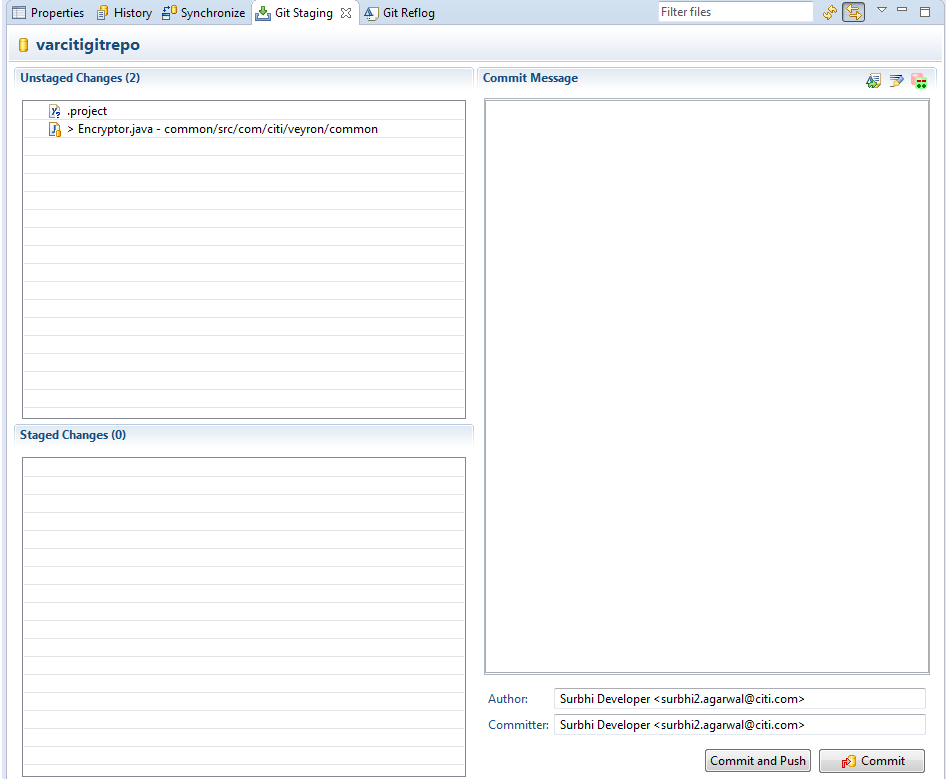 Properties History Synchronize Git Staging Git Reflog Filter files
varcitigitrepo
Unstaged Changes (2)
.project
> Encryptor.java - common/src/com/citi/veyron/common
Staged Changes (0)
Commit Message
Author: Surbhi Developer <surbhi2.agarwal@citi.com>
Committer: Surbhi Developer <surbhi2.agarwal@citi.com>
Commit and Push Commit